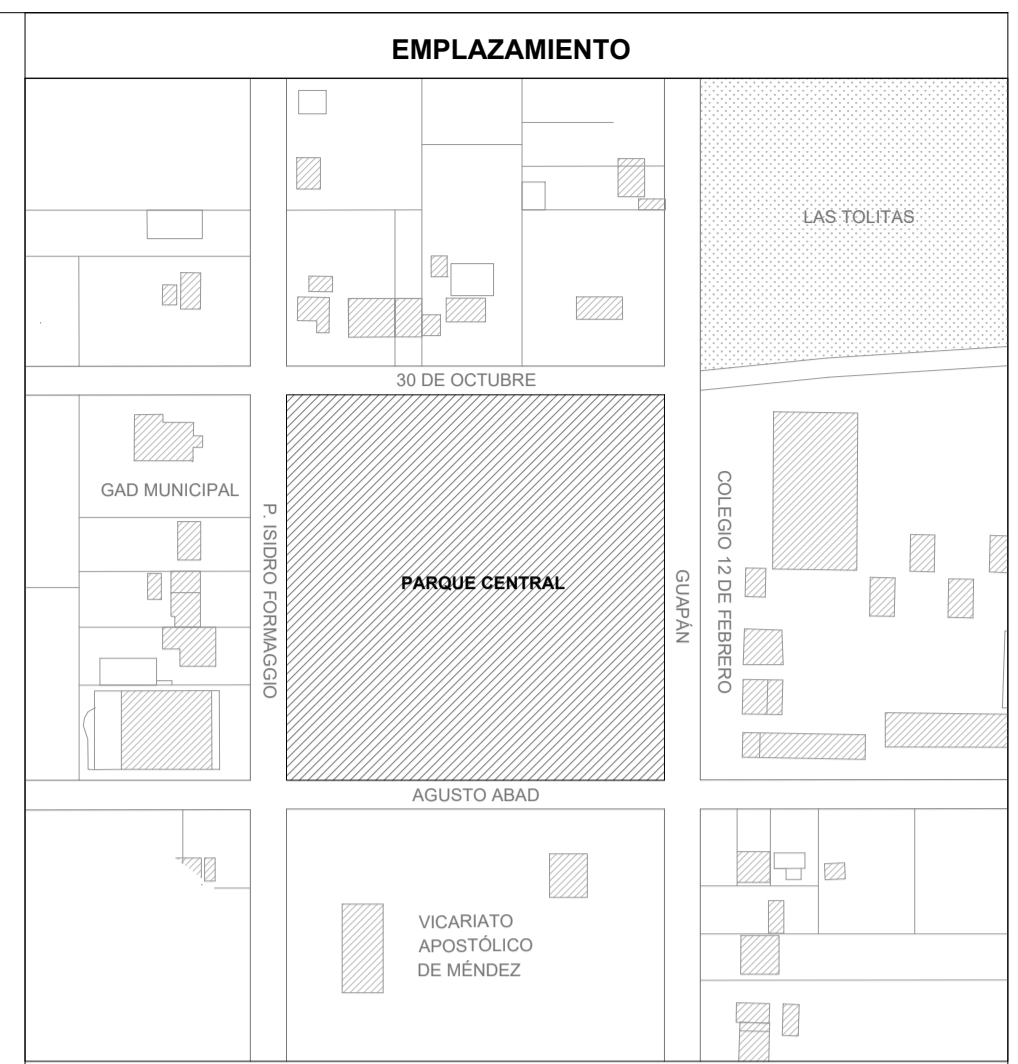 EMPLAZAMIENTO
LAS TOLITAS
30 DE OCTUBRE
GAD MUNICIPAL
P. ISIDRO FORMAGGIO
PARQUE CENTRAL
GUAPÁN
COLEGIO 12 DE FEBRERO
AGUSTO ABAD
VICARIATO
APOSTÓLICO
DE MÉNDEZ